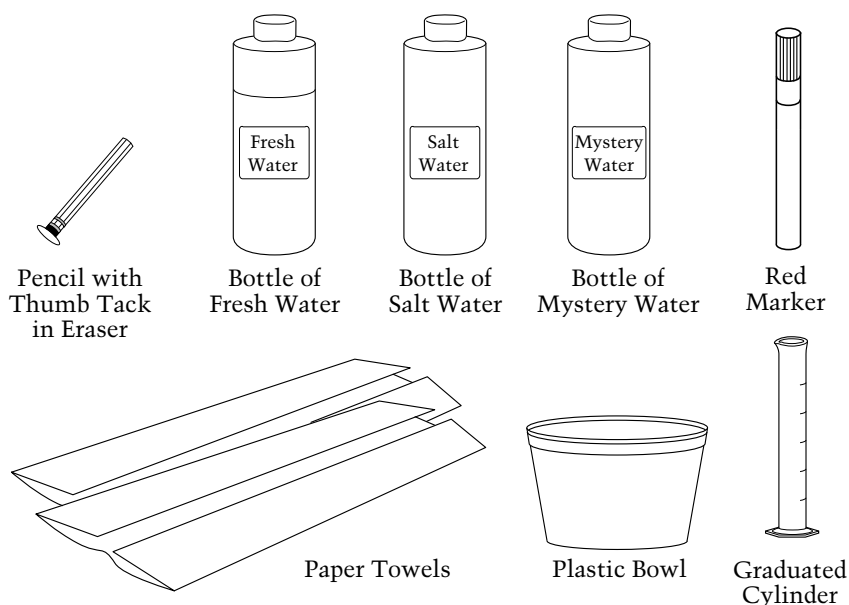 Fresh
Water
Salt
Water
Mystery
Water
Pencil with
Thumb Tack
in Eraser
Bottle of
Fresh Water
Bottle of
Salt Water
Bottle of
Mystery Water
Red
Marker
Paper Towels
Plastic Bowl
Graduated
Cylinder